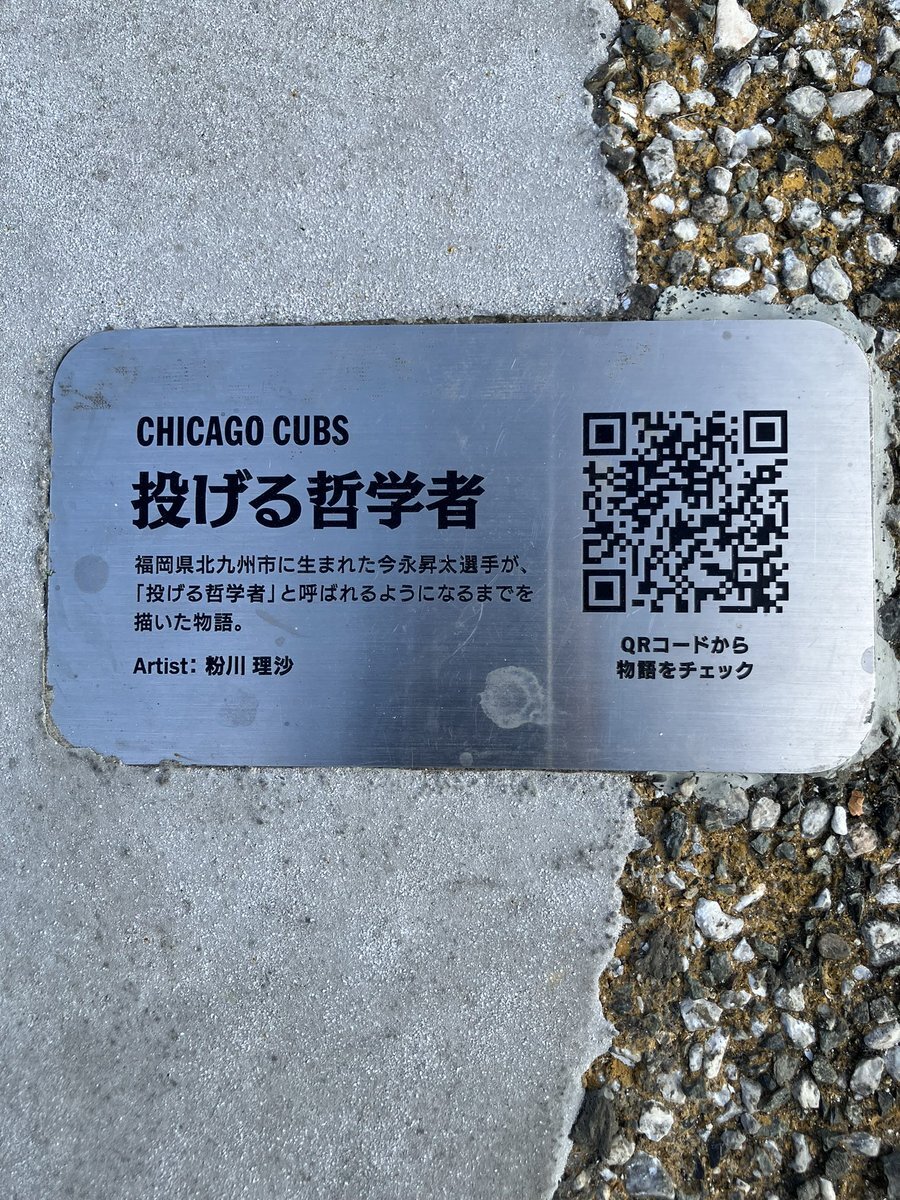 CHICAGO CUBS
投げる哲学者
福岡県北九州市に生まれた今永昇太選手が、
「投げる哲学者」と呼ばれるようになるまでを
描いた物語。
Artist: 粉川 理沙
QRコードから
物語をチェック